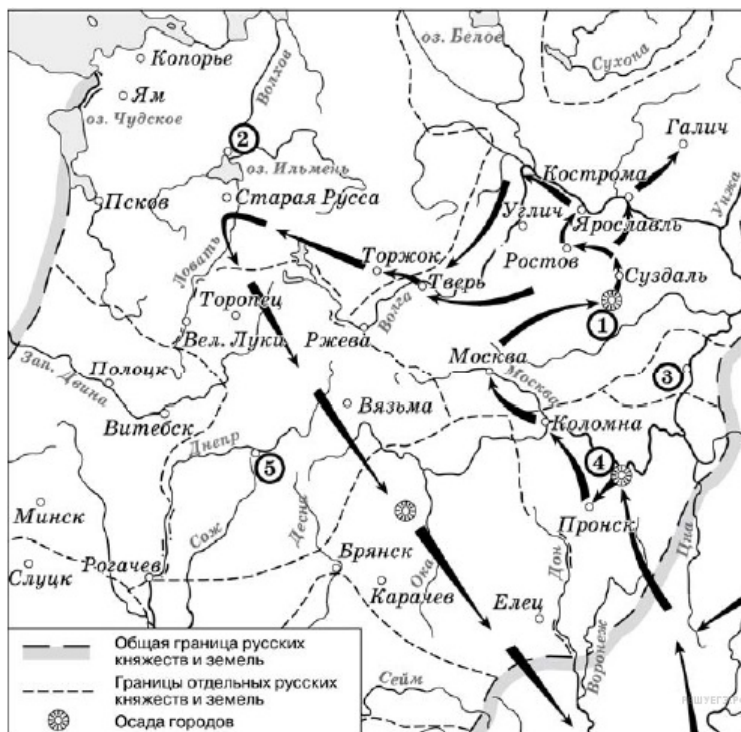 оз. Белое
Сухона
Копорье
Волхов
Ям
оз. Чудское
Галич
2
оз. Ильмень
Кострома
Унжа
Псков
Старая Русса
Углич
Ярославль
Ловать
Торжок
Ростов
Суздаль
Тверь
Торопец
Волга
1
Вел. Луки
Ржева
Москва
Зап. Двина
Полоцк
Москва
3
Вязьма
Витебск
Коломна
Днепр
5
4
Минск
Пронск
Сож
Десна
Цна
Слуцк
Рогачев
Брянск
Ока
Дон
Карачев
Елец
Воронеж
Сейм
Общая граница русских
княжеств и земель
Границы отдельных русских
княжеств и земель
Осада городов